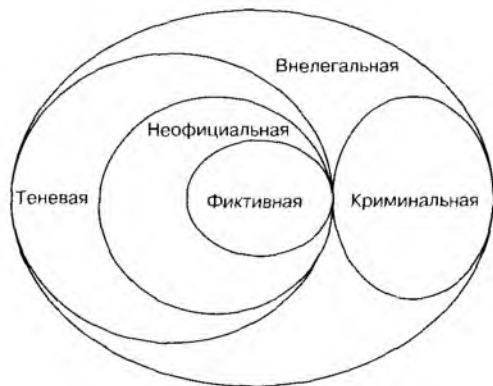 Внелегальная
Неофициальная
Теневая
Фиктивная
Криминальная